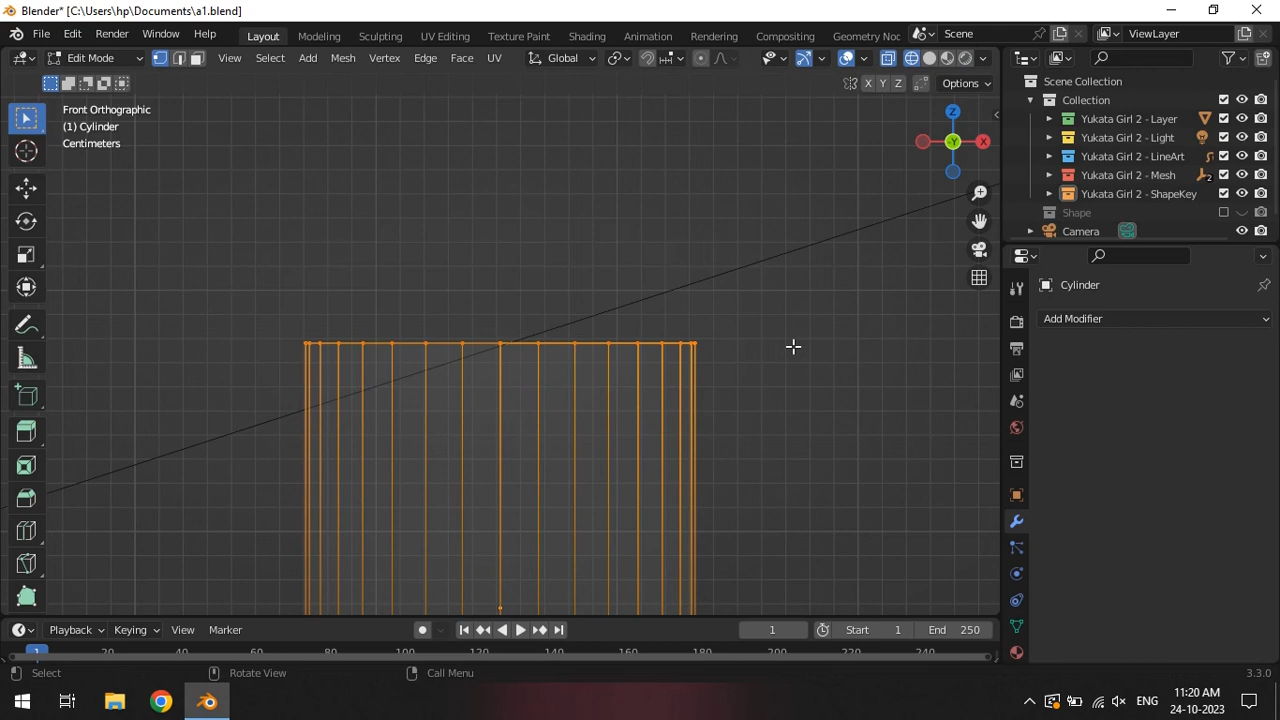 Blender* [C:\Users\hp\Documents\a1.blend]
File Edit Render Window Help Layout Modeling Sculpting UV Editing Texture Paint Shading Animation Rendering Compositing Geometry Noc Scene ViewLayer
Edit Mode View Select Add Mesh Vertex Edge Face UV Global
X Y Z Options
Front Orthographic
(1) Cylinder
Centimeters
Z
X
Y
Scene Collection
Collection
Yukata Girl 2 - Layer
Yukata Girl 2 - Light
Yukata Girl 2 - LineArt
Yukata Girl 2 - Mesh 2
Yukata Girl 2 - ShapeKey
Shape
Camera
Cylinder
Add Modifier
Playback Keying View Marker 1 Start 1 End 250
1 20 40 60 80 100 120 140 160 180 200 220 240
Select Rotate View Call Menu 3.3.0
ENG 11:20 AM
24-10-2023